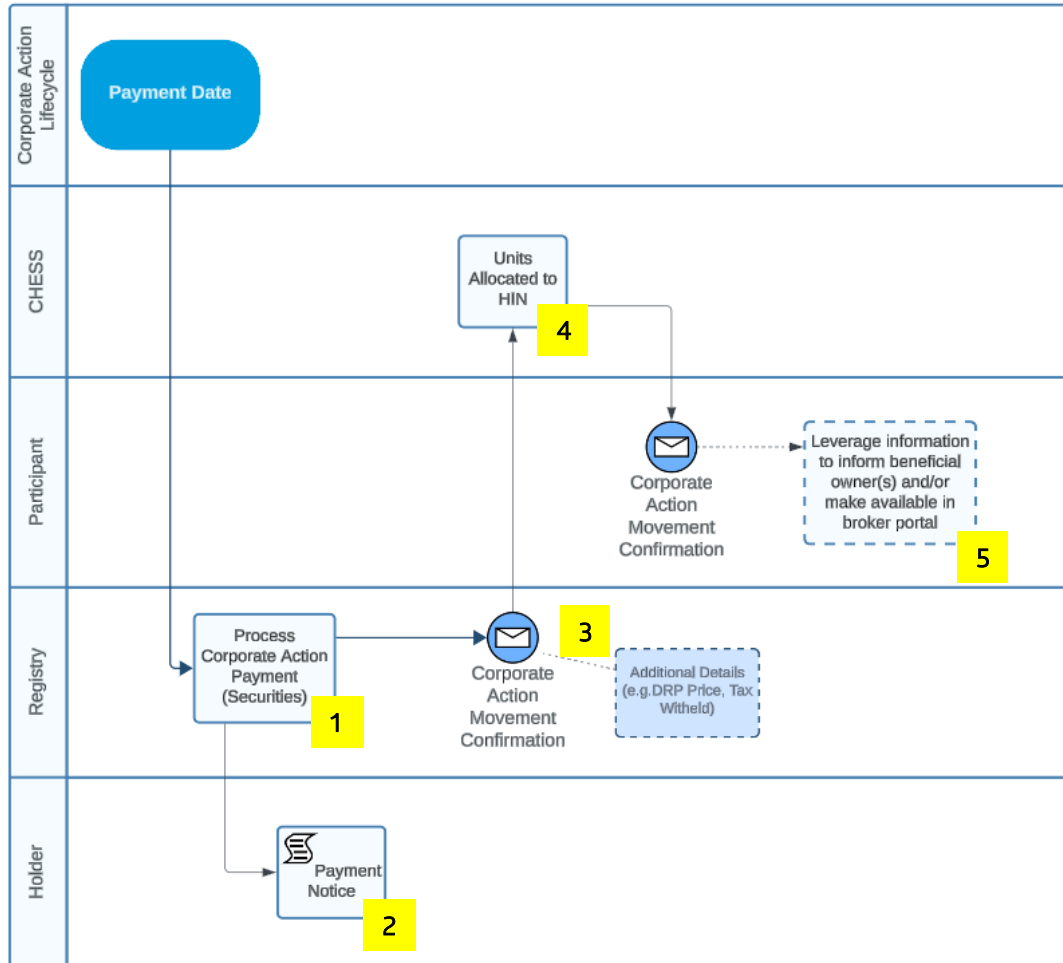 Corporate Action
Lifecycle
Payment Date
CHESS
Units
Allocated to
HIN
4
Participant
Corporate
Action
Movement
Confirmation
Leverage information
to inform beneficial
owner(s) and/or
make available in
broker portal
5
Registry
Process
Corporate Action
Payment
(Securities)
1
Corporate
Action
Movement
Confirmation
3
Additional Details
(e.g.DRP Price, Tax
Witheld)
Holder
Payment
Notice
2